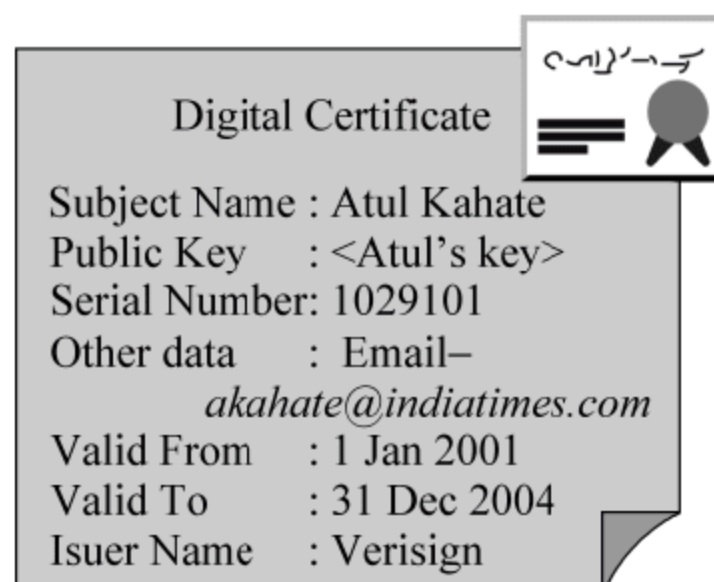 Digital Certificate
Subject Name : Atul Kahate
Public Key : <Atul’s key>
Serial Number: 1029101
Other data : Email–
akahate@indiatimes.com
Valid From : 1 Jan 2001
Valid To : 31 Dec 2004
Isuer Name : Verisign